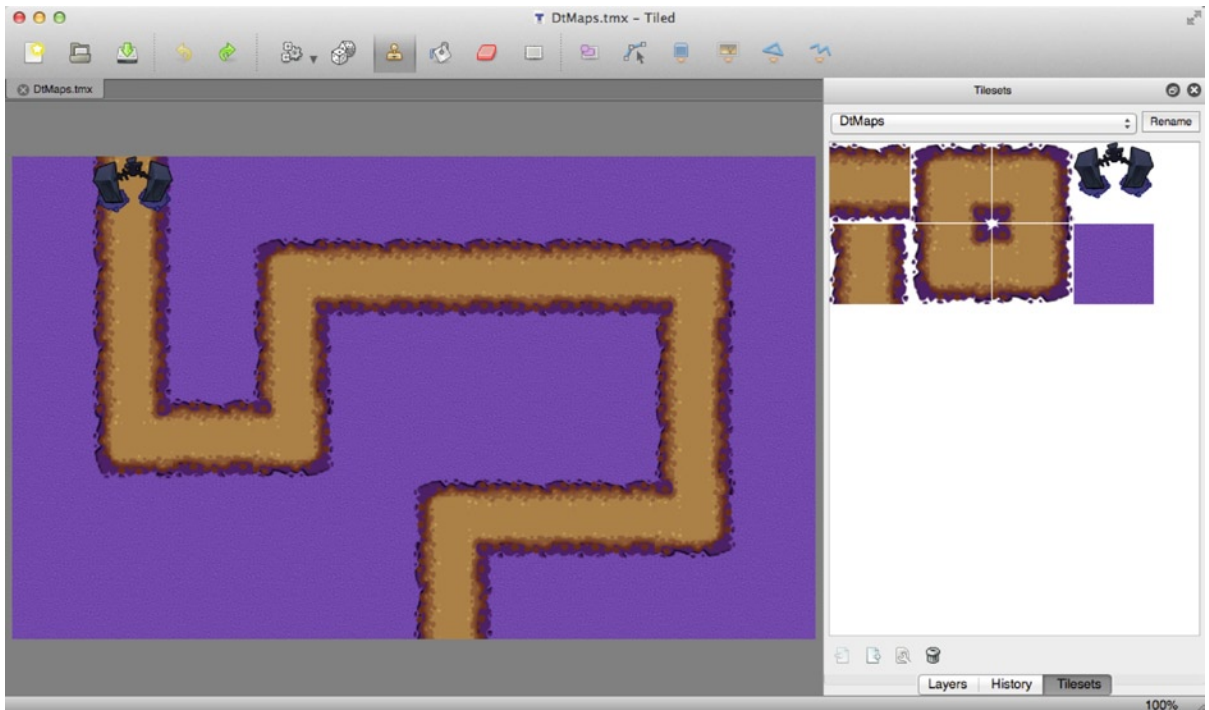 DtMaps.tmx – Tiled
DtMaps.tmx
Tilesets
DtMaps
Rename
Layers
History
Tilesets
100%